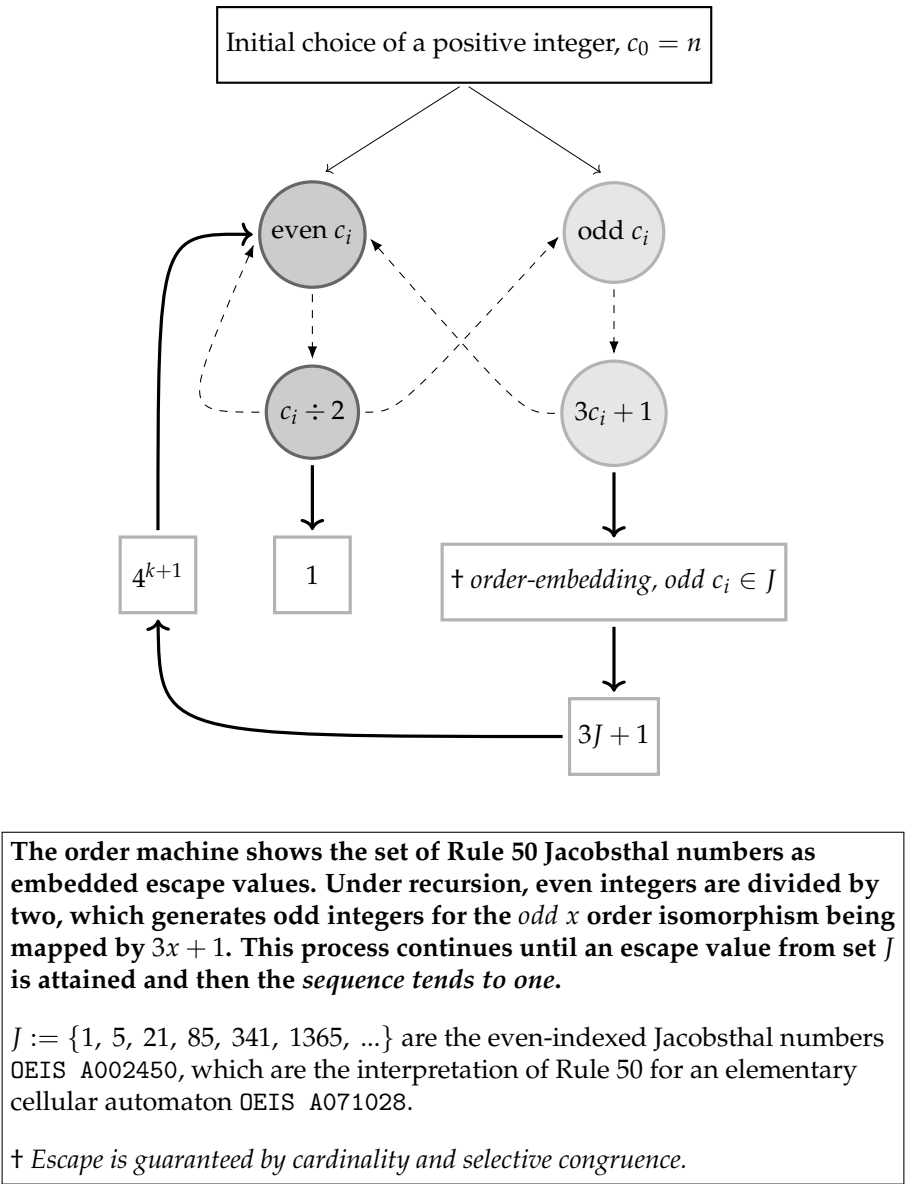 Initial choice of a positive integer, c₀ = n
even cᵢ
odd cᵢ
cᵢ ÷ 2
3cᵢ + 1
4ᵏ⁺¹
1
† order-embedding, odd cᵢ ∈ J
3J + 1
The order machine shows the set of Rule 50 Jacobsthal numbers as
embedded escape values. Under recursion, even integers are divided by
two, which generates odd integers for the odd x order isomorphism being
mapped by 3x + 1. This process continues until an escape value from set J
is attained and then the sequence tends to one.
J := {1, 5, 21, 85, 341, 1365, ...} are the even-indexed Jacobsthal numbers
OEIS A002450, which are the interpretation of Rule 50 for an elementary
cellular automaton OEIS A071028.
† Escape is guaranteed by cardinality and selective congruence.